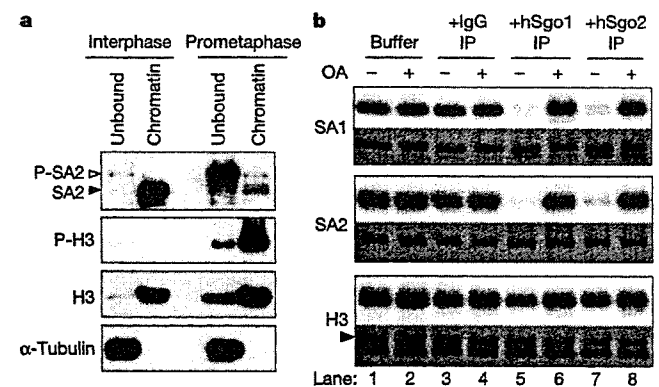 a
Interphase Prometaphase
Unbound Chromatin Unbound Chromatin
P-SA2
SA2
P-H3
H3
α-Tubulin
b
+IgG +hSgo1 +hSgo2
Buffer IP IP IP
OA − + − + − + − +
SA1
SA2
H3
Lane: 1 2 3 4 5 6 7 8